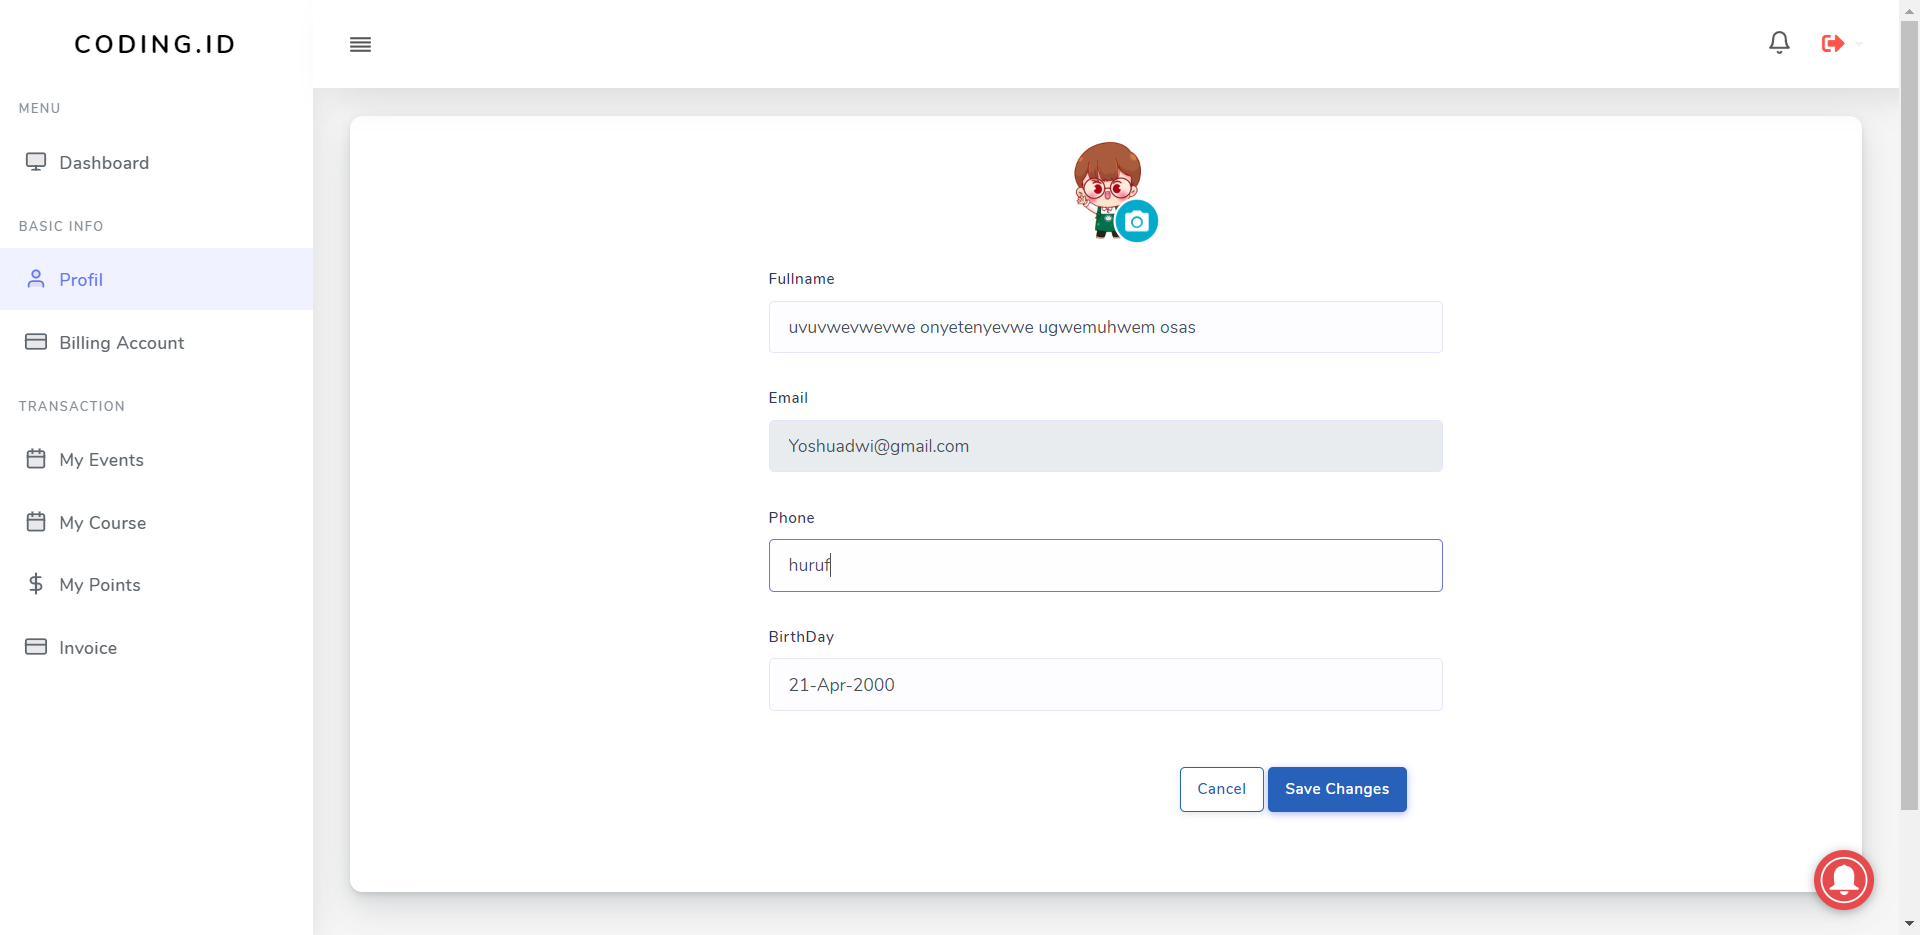 CODING.ID
MENU
Dashboard
BASIC INFO
Profil
Billing Account
TRANSACTION
My Events
My Course
My Points
Invoice
Fullname
uvuvwevwevwe onyetenyevwe ugwemuhwem osas
Email
Yoshuadwi@gmail.com
Phone
huruf
BirthDay
21-Apr-2000
Cancel
Save Changes